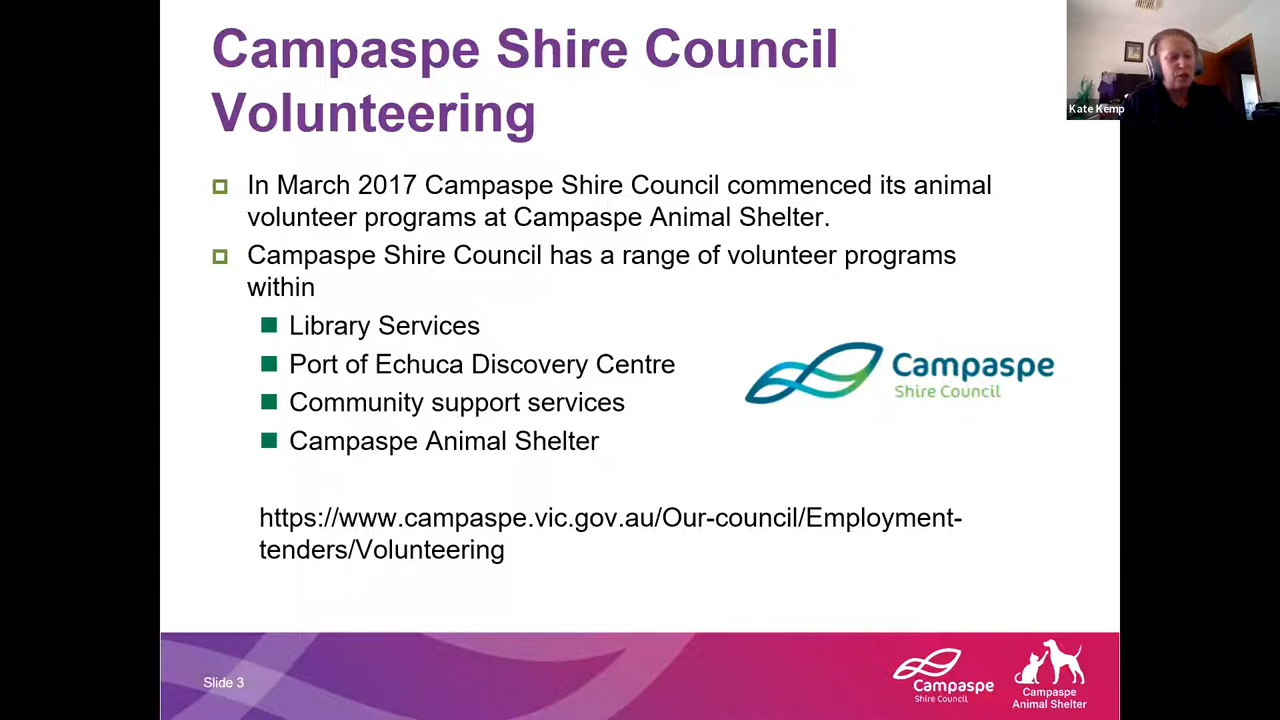 Campaspe Shire Council
Volunteering
Kate Kemp
In March 2017 Campaspe Shire Council commenced its animal
volunteer programs at Campaspe Animal Shelter.
Campaspe Shire Council has a range of volunteer programs
within
Library Services
Port of Echuca Discovery Centre
Community support services
Campaspe Animal Shelter
Campaspe
Shire Council
https://www.campaspe.vic.gov.au/Our-council/Employment-
tenders/Volunteering
Slide 3
Campaspe
Shire Council
Campaspe
Animal Shelter